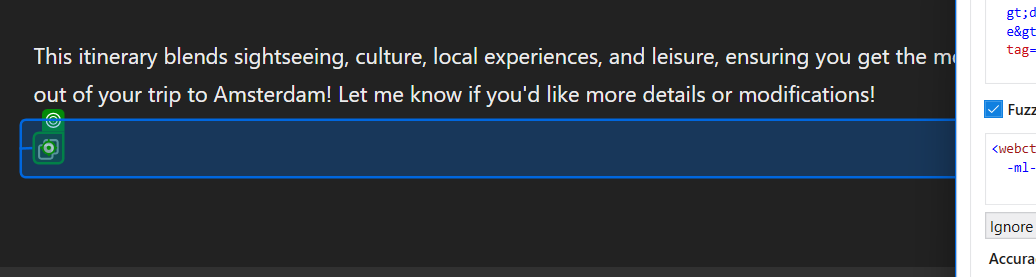 This itinerary blends sightseeing, culture, local experiences, and leisure, ensuring you get the
out of your trip to Amsterdam! Let me know if you'd like more details or modifications!
gt;d
e&gt
tag=
Fuzz
<webct
-ml-
Ignore
Accura